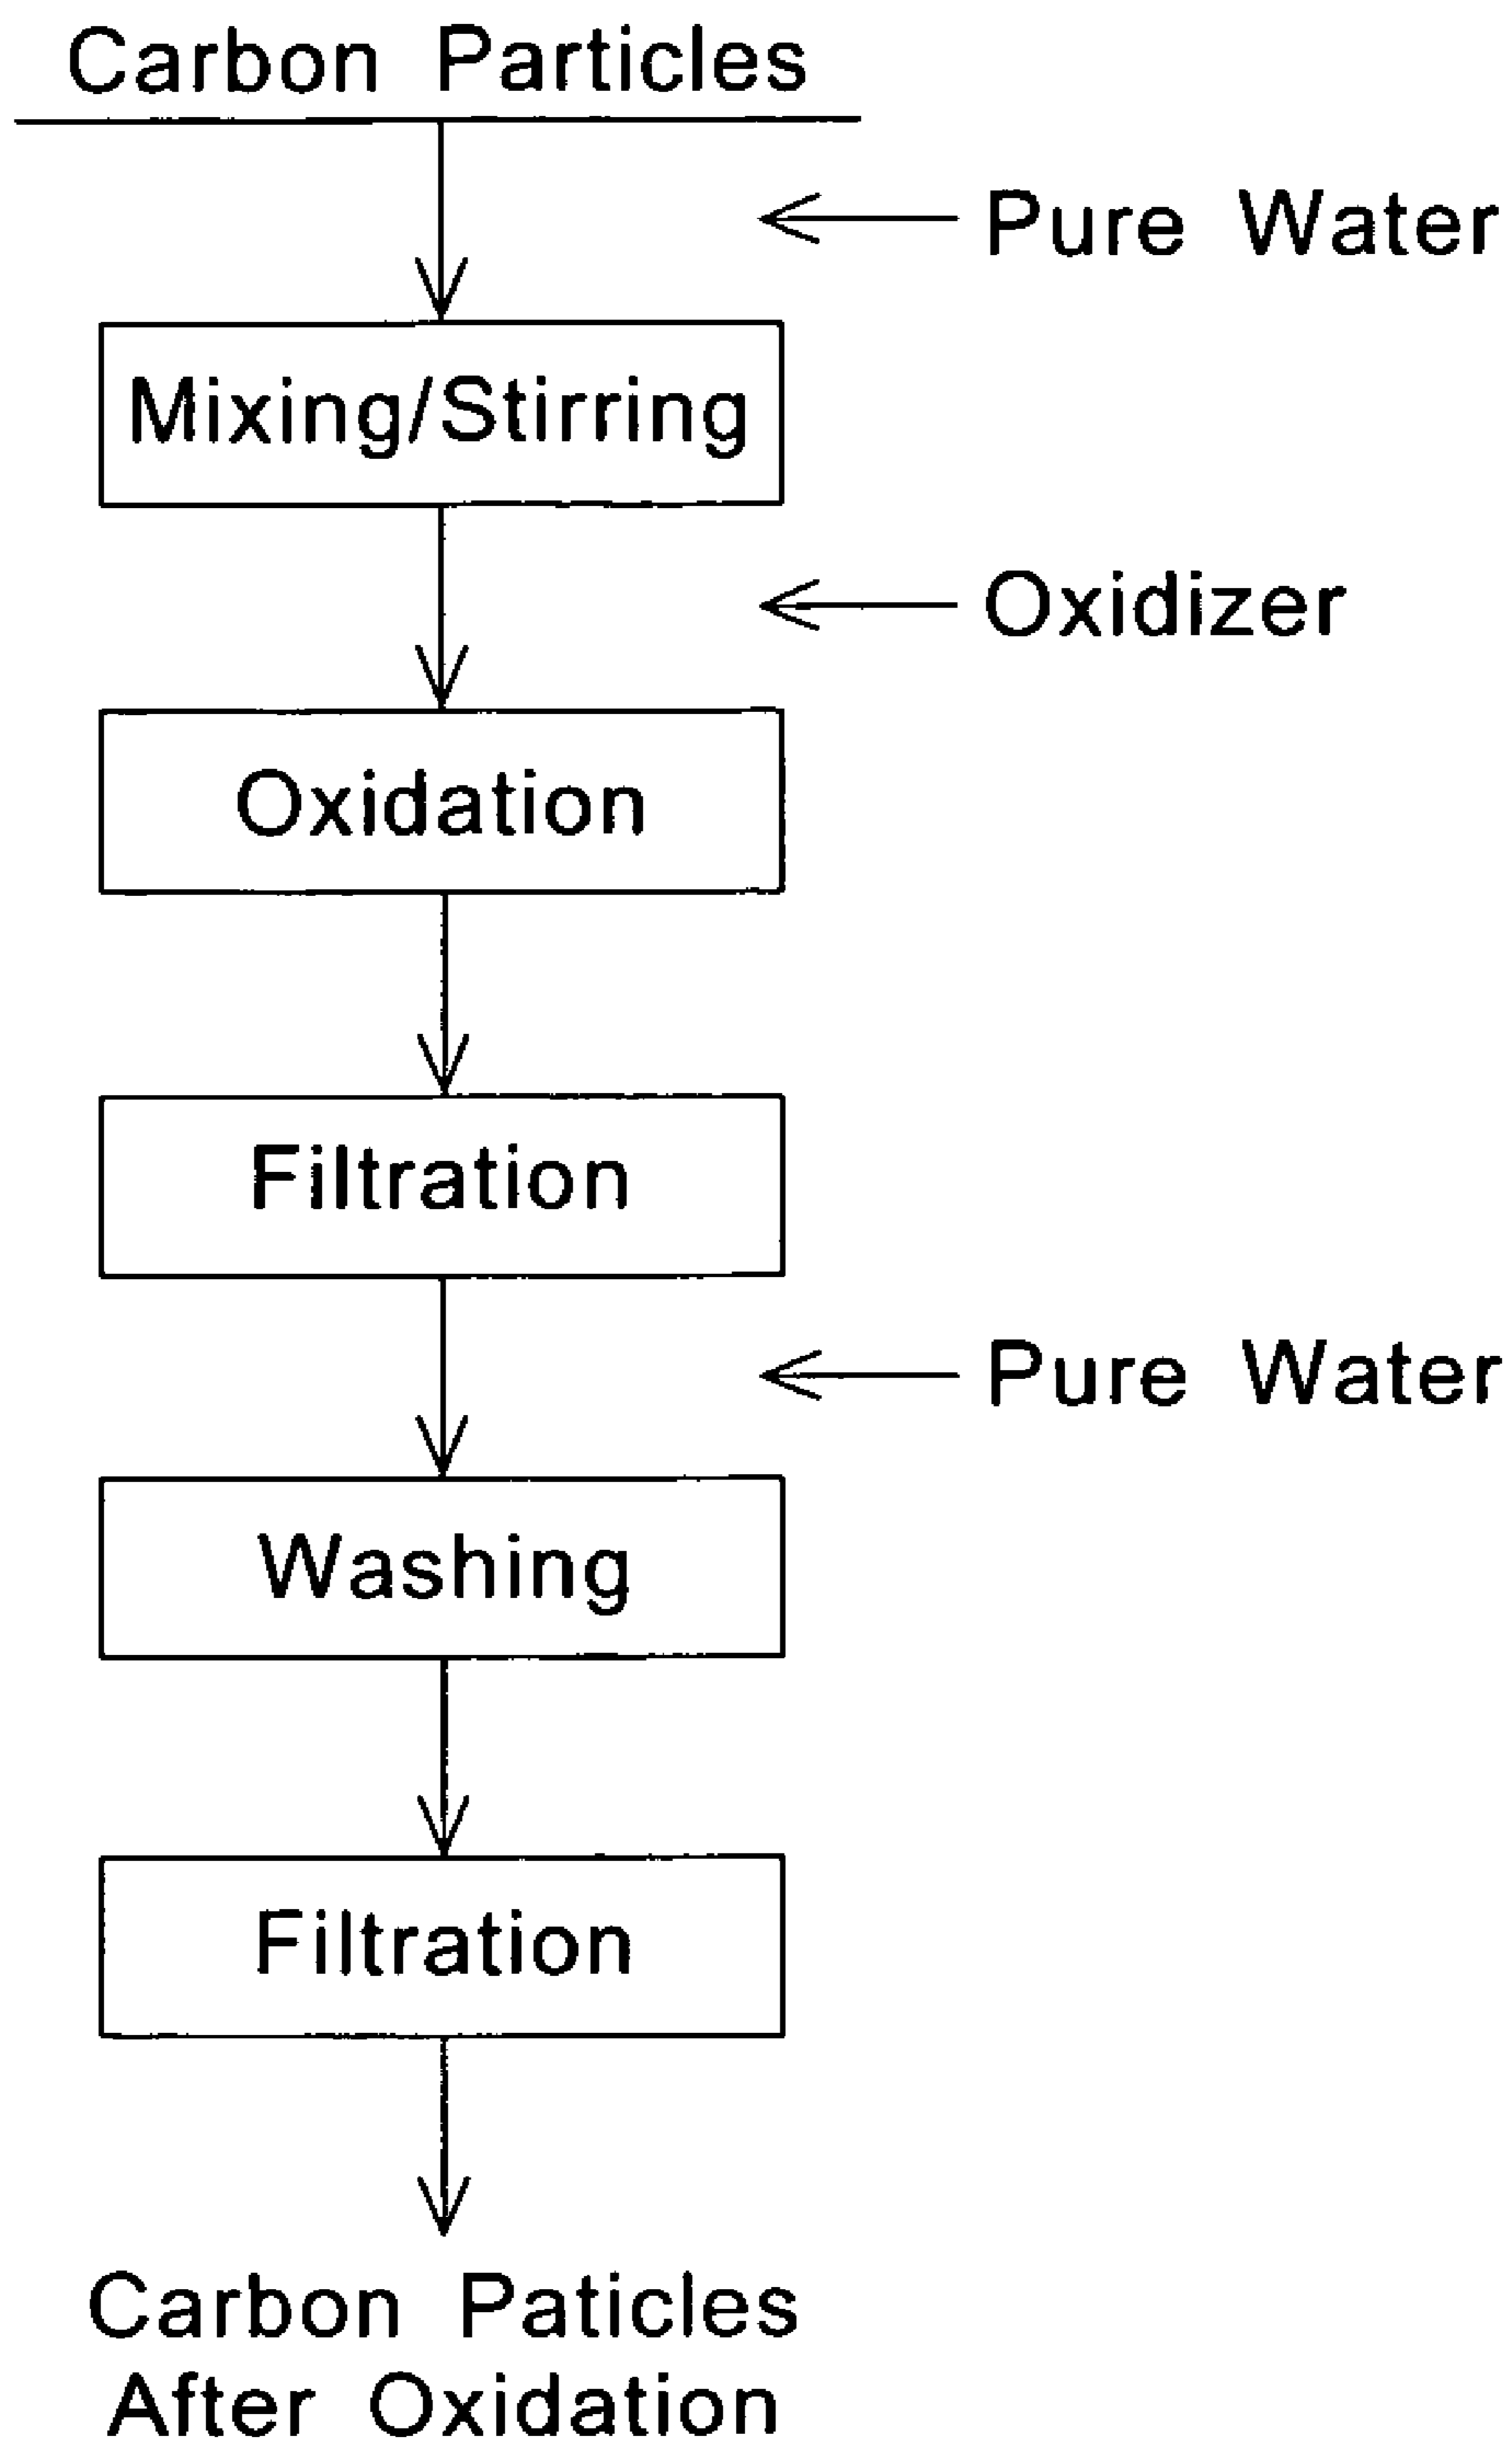 Carbon Particles
Pure Water
Mixing/Stirring
Oxidizer
Oxidation
Filtration
Pure Water
Washing
Filtration
Carbon Paticles
After Oxidation